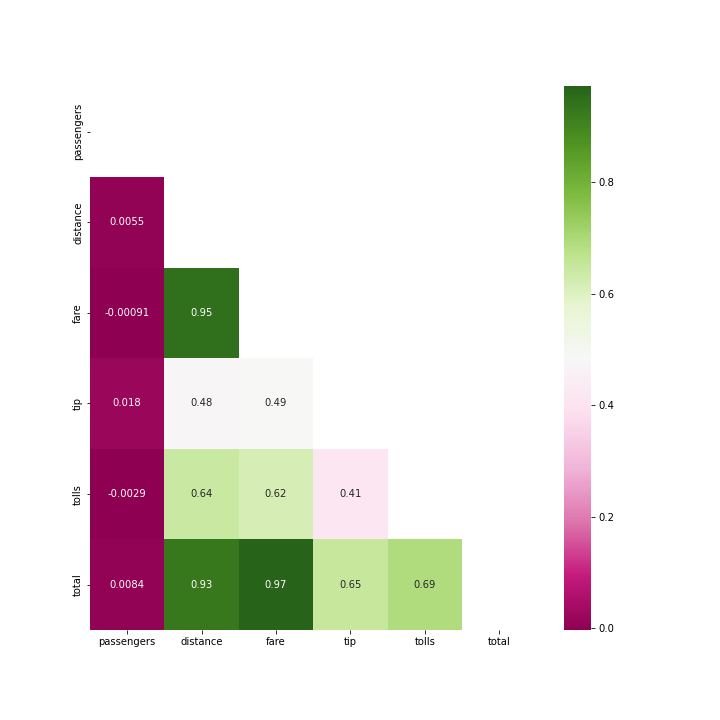 passengers
0.8
distance 0.0055
0.6
fare -0.00091 0.95
tip 0.018 0.48 0.49
0.4
tolls -0.0029 0.64 0.62 0.41
0.2
total 0.0084 0.93 0.97 0.65 0.69
0.0
passengers distance fare tip tolls total